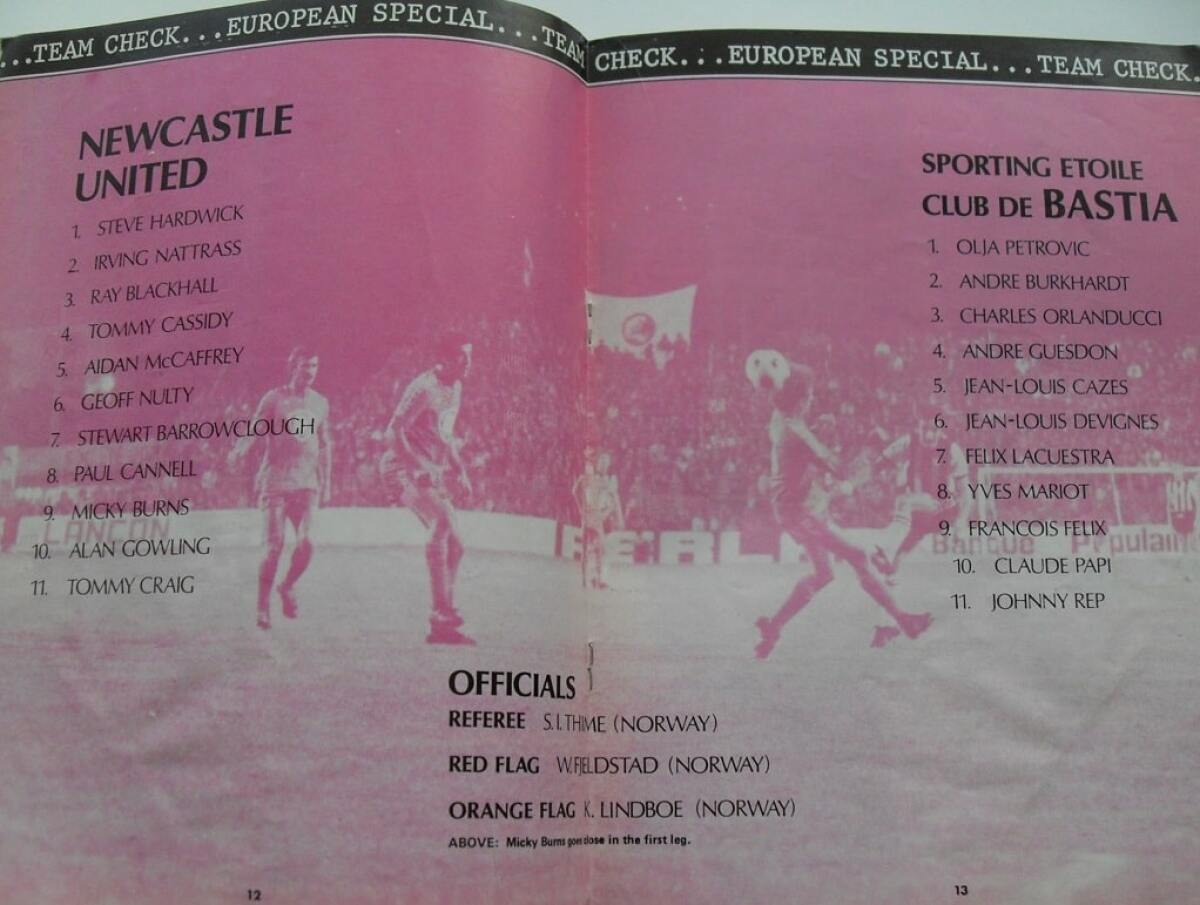 ...TEAM CHECK...EUROPEAN SPECIAL...TEAM CHECK...EUROPEAN SPECIAL...TEAM CHECK.
NEWCASTLE
UNITED
1. STEVE HARDWICK
2. IRVING NATTRASS
3. RAY BLACKHALL
4. TOMMY CASSIDY
5. AIDAN McCAFFREY
6. GEOFF NULTY
7. STEWART BARROWCLOUGH
8. PAUL CANNELL
9. MICKY BURNS
10. ALAN GOWLING
11. TOMMY CRAIG
SPORTING ETOILE
CLUB DE BASTIA
1. OLJA PETROVIC
2. ANDRE BURKHARDT
3. CHARLES ORLANDUCCI
4. ANDRE GUESDON
5. JEAN-LOUIS CAZES
6. JEAN-LOUIS DEVIGNES
7. FELIX LACUESTRA
8. YVES MARIOT
9. FRANCOIS FELIX
10. CLAUDE PAPI
11. JOHNNY REP
Banque Populaire
OFFICIALS
REFEREE S.I. THIME (NORWAY)
RED FLAG W. FJELDSTAD (NORWAY)
ORANGE FLAG K. LINDBOE (NORWAY)
ABOVE: Micky Burns goes close in the first leg.
12
13